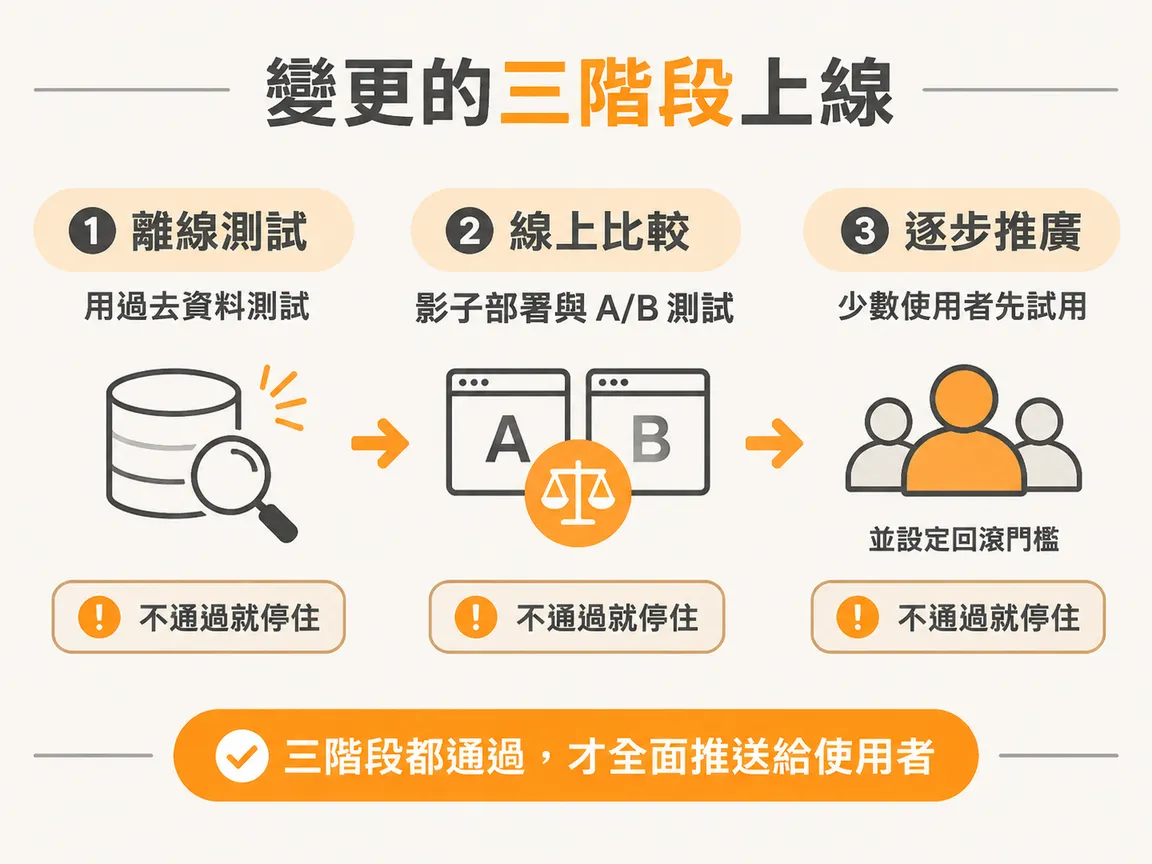 變更的三階段上線
1 離線測試
用過去資料測試
2 線上比較
影子部署與 A/B 測試
3 逐步推廣
少數使用者先試用
A
B
並設定回滾門檻
! 不通過就停住
! 不通過就停住
! 不通過就停住
三階段都通過，才全面推送給使用者